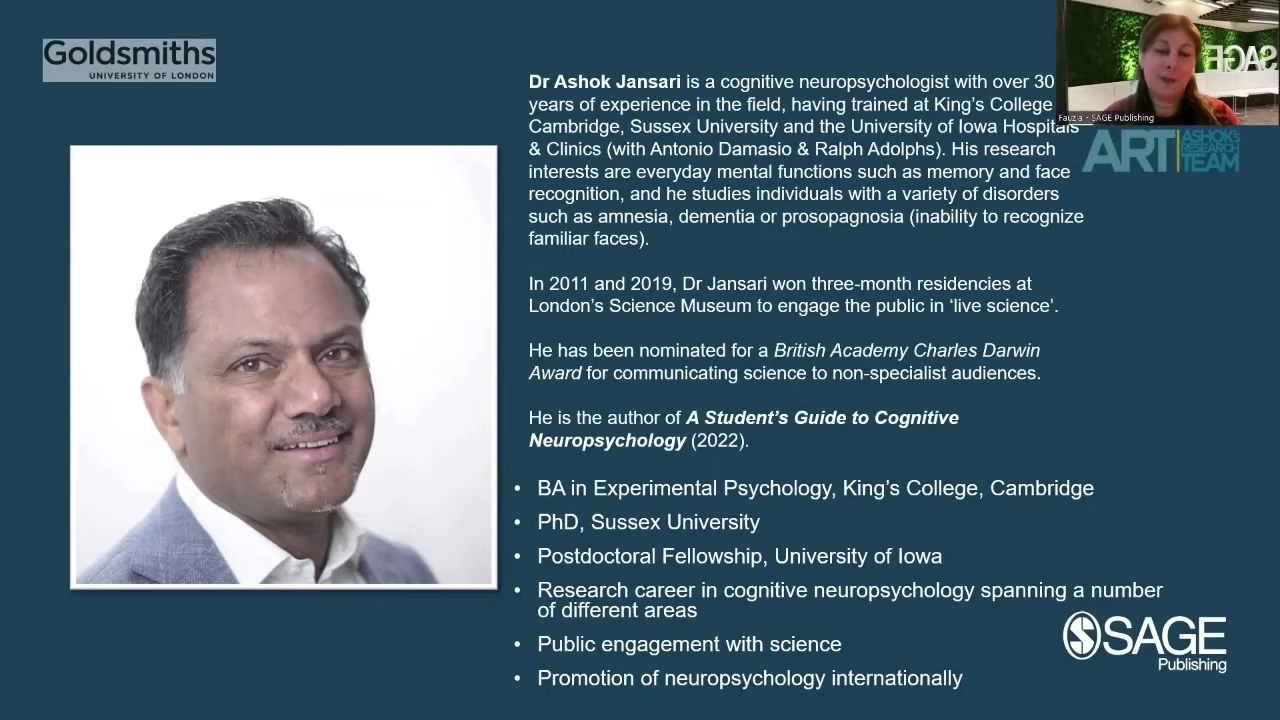 Goldsmiths
UNIVERSITY OF LONDON
Dr Ashok Jansari is a cognitive neuropsychologist with over 30
years of experience in the field, having trained at King's College
Cambridge, Sussex University and the University of Iowa Hospitals
& Clinics (with Antonio Damasio & Ralph Adolphs). His research
interests are everyday mental functions such as memory and face
recognition, and he studies individuals with a variety of disorders
such as amnesia, dementia or prosopagnosia (inability to recognize
familiar faces).
In 2011 and 2019, Dr Jansari won three-month residencies at
London's Science Museum to engage the public in ‘live science’.
He has been nominated for a British Academy Charles Darwin
Award for communicating science to non-specialist audiences.
He is the author of A Student's Guide to Cognitive
Neuropsychology (2022).
• BA in Experimental Psychology, King's College, Cambridge
• PhD, Sussex University
• Postdoctoral Fellowship, University of Iowa
• Research career in cognitive neuropsychology spanning a number
of different areas
• Public engagement with science
• Promotion of neuropsychology internationally
SAGE
Fauzia - SAGE Publishing
ART
ASHOK's
RESEARCH
TEAM
SAGE
Publishing